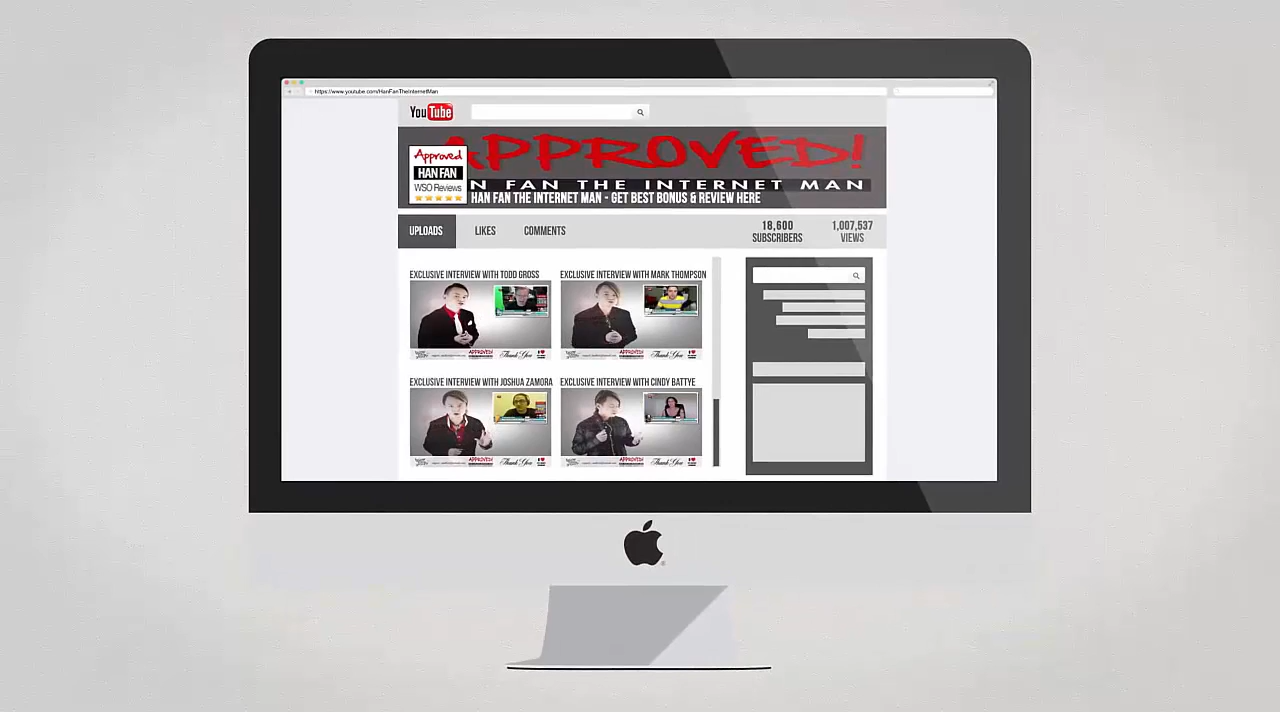 https://www.youtube.com/HanFanTheInternetMan
YouTube
APPROVED!
Approved
HAN FAN
WSO Reviews
N FAN THE INTERNET MAN
HAN FAN THE INTERNET MAN - GET BEST BONUS & REVIEW HERE
UPLOADS LIKES COMMENTS
18,600 1,007,537
SUBSCRIBERS VIEWS
EXCLUSIVE INTERVIEW WITH TODD GROSS
EXCLUSIVE INTERVIEW WITH MARK THOMPSON
APPROVED! Thank You
APPROVED! Thank You
EXCLUSIVE INTERVIEW WITH JOSHUA ZAMORA
EXCLUSIVE INTERVIEW WITH CINDY BATTYE
APPROVED! Thank You
APPROVED! Thank You